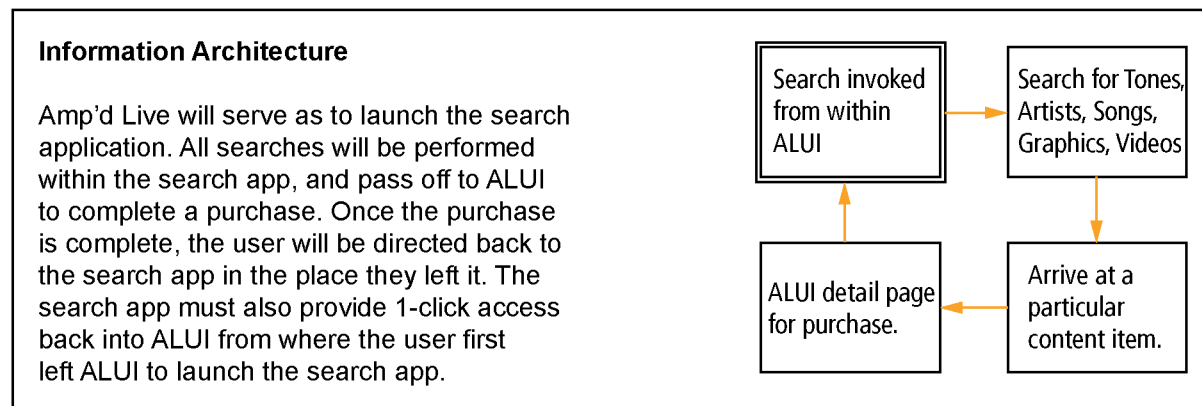 Information Architecture
Amp’d Live will serve as to launch the search
application. All searches will be performed
within the search app, and pass off to ALUI
to complete a purchase. Once the purchase
is complete, the user will be directed back to
the search app in the place they left it. The
search app must also provide 1-click access
back into ALUI from where the user first
left ALUI to launch the search app.
Search invoked
from within
ALUI
Search for Tones,
Artists, Songs,
Graphics, Videos
Arrive at a
particular
content item.
ALUI detail page
for purchase.